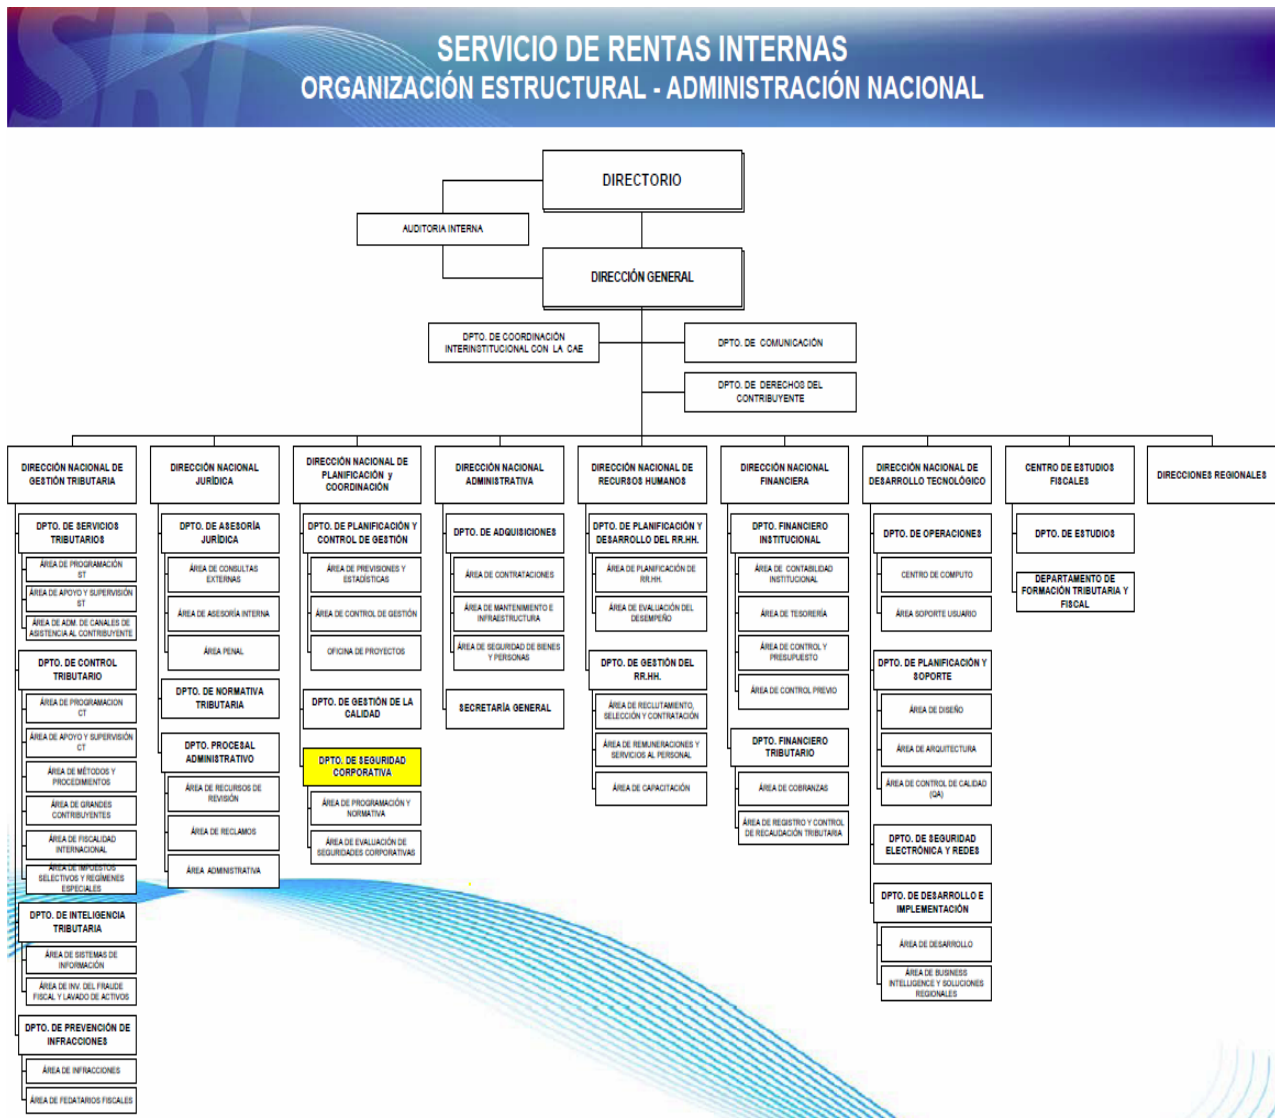 SRI
SERVICIO DE RENTAS INTERNAS
ORGANIZACIÓN ESTRUCTURAL - ADMINISTRACIÓN NACIONAL
DIRECTORIO
AUDITORIA INTERNA
DIRECCIÓN GENERAL
DPTO. DE COORDINACIÓN
INTERINSTITUCIONAL CON LA CAE
DPTO. DE COMUNICACIÓN
DPTO. DE DERECHOS DEL
CONTRIBUYENTE
DIRECCIÓN NACIONAL DE
GESTIÓN TRIBUTARIA
DPTO. DE SERVICIOS
TRIBUTARIOS
ÁREA DE PROGRAMACIÓN
ST
ÁREA DE APOYO Y SUPERVISIÓN
ST
ÁREA DE ADM. DE CANALES DE
ASISTENCIA AL CONTRIBUYENTE
DPTO. DE CONTROL
TRIBUTARIO
ÁREA DE PROGRAMACION
CT
ÁREA DE APOYO Y SUPERVISIÓN
CT
ÁREA DE MÉTODOS Y
PROCEDIMIENTOS
ÁREA DE GRANDES
CONTRIBUYENTES
ÁREA DE FISCALIDAD
INTERNACIONAL
ÁREA DE IMPUESTOS
SELECTIVOS Y REGÍMENES
ESPECIALES
DPTO. DE INTELIGENCIA
TRIBUTARIA
ÁREA DE SISTEMAS DE
INFORMACIÓN
ÁREA DE INV. DEL FRAUDE
FISCAL Y LAVADO DE ACTIVOS
DPTO. DE PREVENCIÓN DE
INFRACCIONES
ÁREA DE INFRACCIONES
ÁREA DE FEDATARIOS FISCALES
DIRECCIÓN NACIONAL
JURÍDICA
DPTO. DE ASESORÍA
JURÍDICA
ÁREA DE CONSULTAS
EXTERNAS
ÁREA DE ASESORÍA INTERNA
ÁREA PENAL
DPTO. DE NORMATIVA
TRIBUTARIA
DPTO. PROCESAL
ADMINISTRATIVO
ÁREA DE RECURSOS DE
REVISIÓN
ÁREA DE RECLAMOS
ÁREA ADMINISTRATIVA
DIRECCIÓN NACIONAL DE
PLANIFICACIÓN y
COORDINACIÓN
DPTO. DE PLANIFICACIÓN Y
CONTROL DE GESTIÓN
ÁREA DE PREVISIONES Y
ESTADÍSTICAS
ÁREA DE CONTROL DE GESTIÓN
OFICINA DE PROYECTOS
DPTO. DE GESTIÓN DE LA
CALIDAD
DPTO. DE SEGURIDAD
CORPORATIVA
ÁREA DE PROGRAMACIÓN Y
NORMATIVA
ÁREA DE EVALUACIÓN DE
SEGURIDADES CORPORATIVAS
DIRECCIÓN NACIONAL
ADMINISTRATIVA
DPTO. DE ADQUISICIONES
ÁREA DE CONTRATACIONES
ÁREA DE MANTENIMIENTO E
INFRAESTRUCTURA
ÁREA DE SEGURIDAD DE BIENES
Y PERSONAS
SECRETARÍA GENERAL
DIRECCIÓN NACIONAL DE
RECURSOS HUMANOS
DPTO. DE PLANIFICACIÓN Y
DESARROLLO DEL RR.HH.
ÁREA DE PLANIFICACIÓN DE
RR.HH.
ÁREA DE EVALUACIÓN DEL
DESEMPEÑO
DPTO. DE GESTIÓN DEL
RR.HH.
ÁREA DE RECLUTAMIENTO,
SELECCIÓN Y CONTRATACIÓN
ÁREA DE REMUNERACIONES Y
SERVICIOS AL PERSONAL
ÁREA DE CAPACITACIÓN
DIRECCIÓN NACIONAL
FINANCIERA
DPTO. FINANCIERO
INSTITUCIONAL
ÁREA DE CONTABILIDAD
INSTITUCIONAL
ÁREA DE TESORERÍA
ÁREA DE CONTROL Y
PRESUPUESTO
ÁREA DE CONTROL PREVIO
DPTO. FINANCIERO
TRIBUTARIO
ÁREA DE COBRANZAS
ÁREA DE REGISTRO Y CONTROL
DE RECAUDACIÓN TRIBUTARIA
DIRECCIÓN NACIONAL DE
DESARROLLO TECNOLÓGICO
DPTO. DE OPERACIONES
CENTRO DE COMPUTO
ÁREA SOPORTE USUARIO
DPTO. DE PLANIFICACIÓN Y
SOPORTE
ÁREA DE DISEÑO
ÁREA DE ARQUITECTURA
ÁREA DE CONTROL DE CALIDAD
(QA)
DPTO. DE SEGURIDAD
ELECTRÓNICA Y REDES
DPTO. DE DESARROLLO E
IMPLEMENTACIÓN
ÁREA DE DESARROLLO
ÁREA DE BUSINESS
INTELLIGENCE Y SOLUCIONES
REGIONALES
CENTRO DE ESTUDIOS
FISCALES
DPTO. DE ESTUDIOS
DEPARTAMENTO DE
FORMACIÓN TRIBUTARIA Y
FISCAL
DIRECCIONES REGIONALES